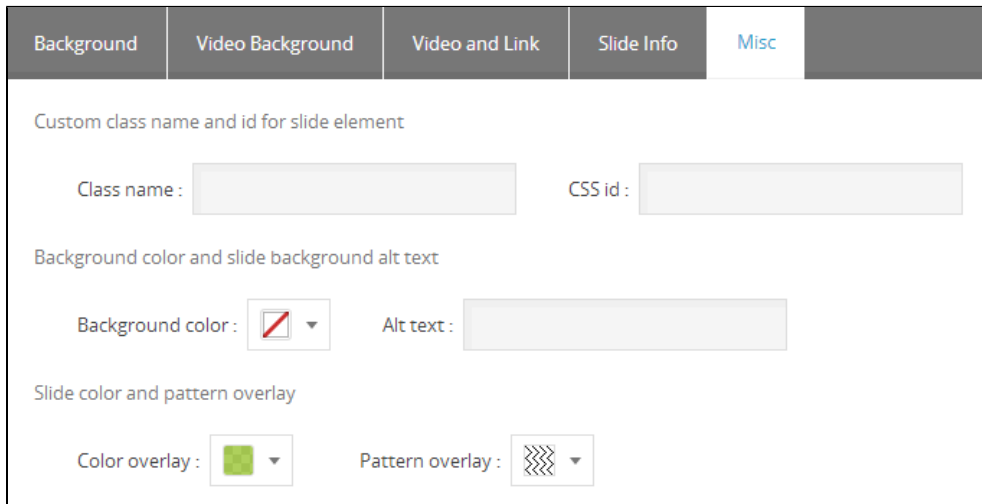 Background Video Background Video and Link Slide Info Misc
Custom class name and id for slide element
Class name : CSS id :
Background color and slide background alt text
Background color : Alt text :
Slide color and pattern overlay
Color overlay : Pattern overlay :